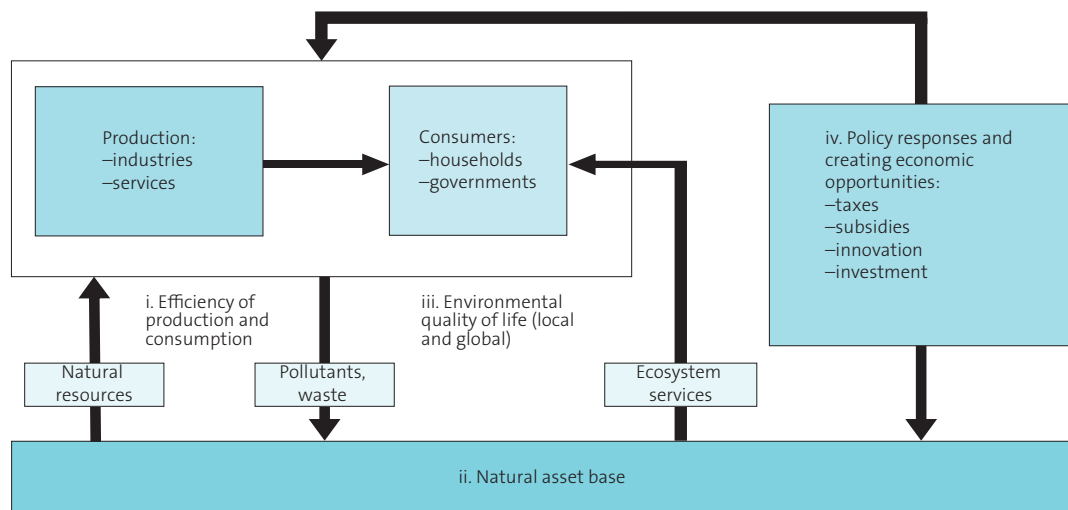 Production:
–industries
–services
Consumers:
–households
–governments
iv. Policy responses and
creating economic
opportunities:
–taxes
–subsidies
–innovation
–investment
i. Efficiency of
production and
consumption
iii. Environmental
quality of life (local
and global)
Natural
resources
Pollutants,
waste
Ecosystem
services
ii. Natural asset base